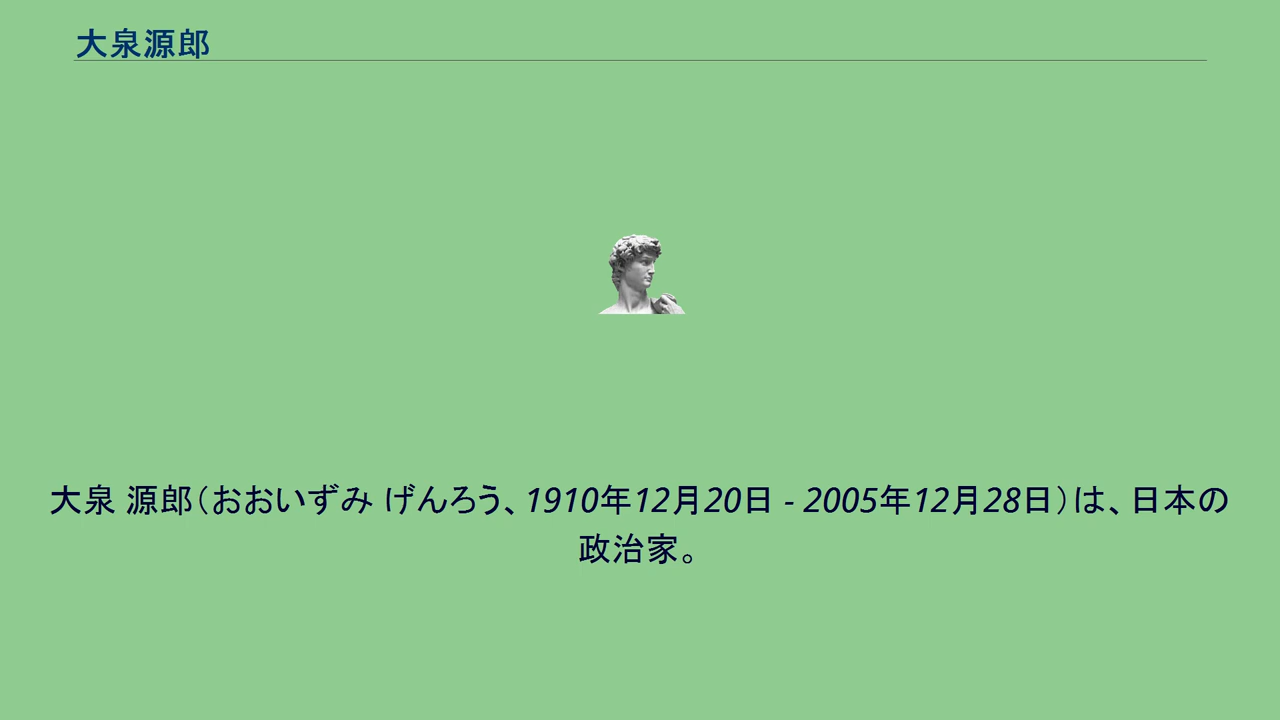 大泉源郎
大泉 源郎（おおいずみ げんろう、1910年12月20日 - 2005年12月28日）は、日本の
政治家。